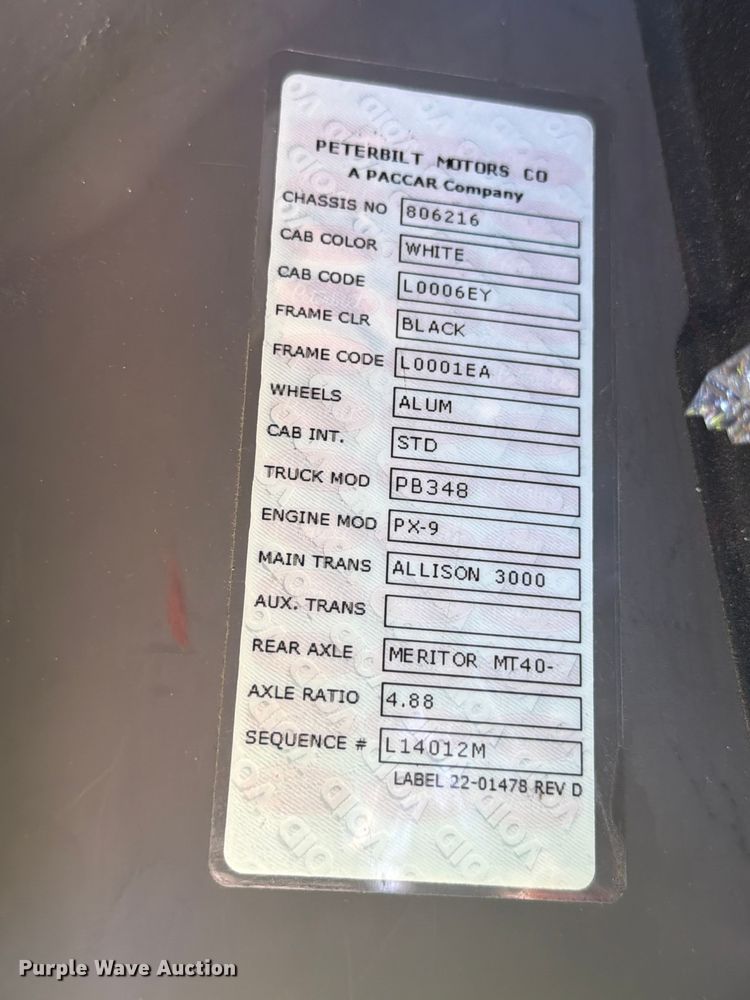 PETERBILT MOTORS CO
A PACCAR Company
CHASSIS NO 806216
CAB COLOR WHITE
CAB CODE L0006EY
FRAME CLR BLACK
FRAME CODE L0001EA
WHEELS ALUM
CAB INT. STD
TRUCK MOD PB348
ENGINE MOD PX-9
MAIN TRANS ALLISON 3000
AUX. TRANS
REAR AXLE MERITOR MT40-
AXLE RATIO 4.88
SEQUENCE # L14012M
LABEL 22-01478 REV D
Purple Wave Auction